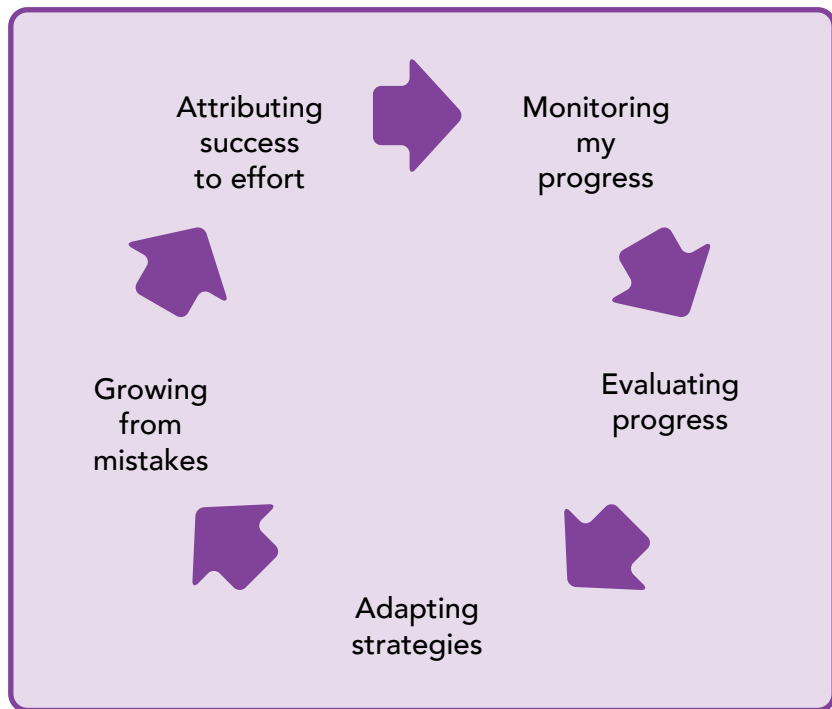 Attributing
success
to effort
Monitoring
my
progress
Evaluating
progress
Adapting
strategies
Growing
from
mistakes